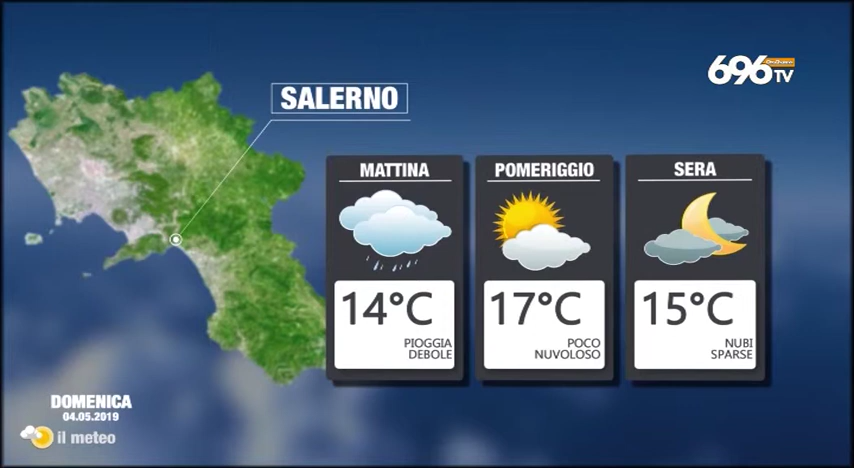 696 TV
SALERNO
MATTINA
14°C
PIOGGIA
DEBOLE
POMERIGGIO
17°C
POCO
NUVOLOSO
SERA
15°C
NUBI
SPARSE
DOMENICA
04.05.2019
il meteo